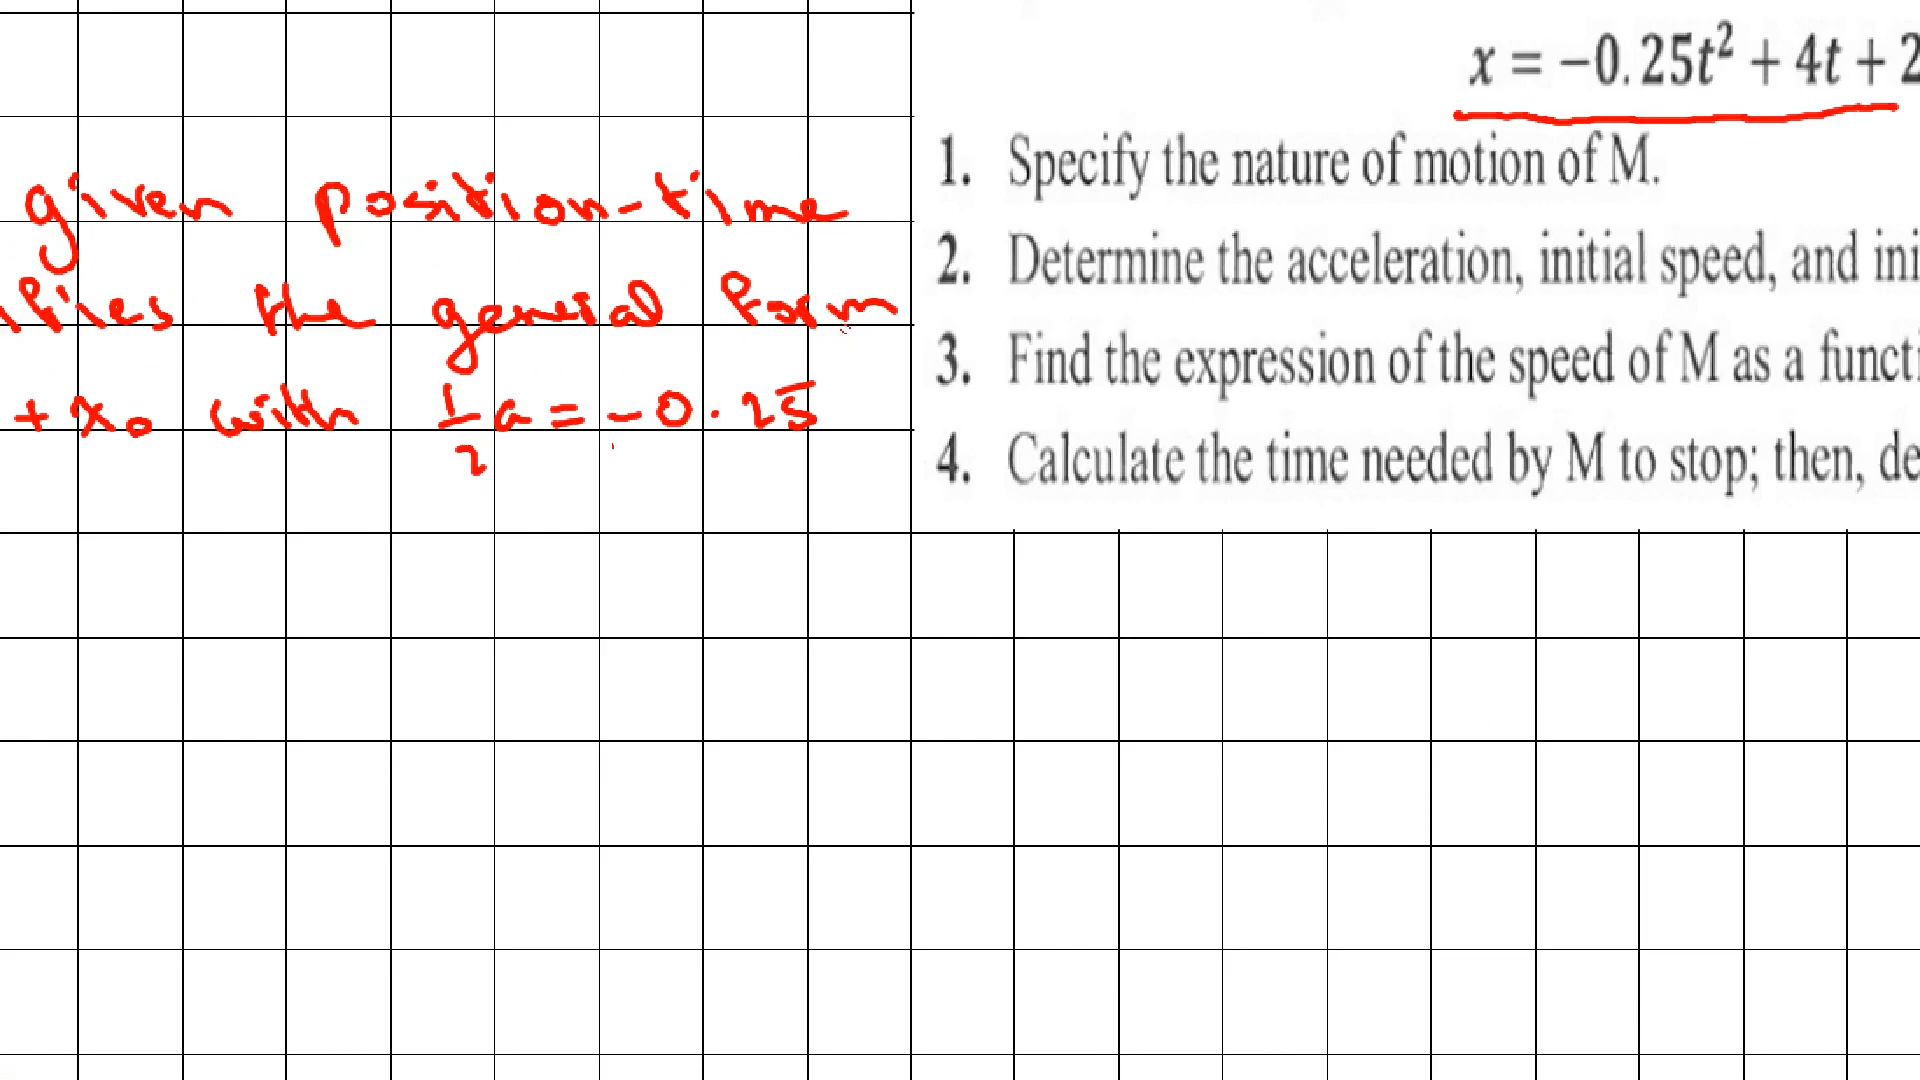 given position-time
ifies the general form
+ x₀ with 1/2 a = -0.25
x = −0.25t² + 4t + 2
1. Specify the nature of motion of M.
2. Determine the acceleration, initial speed, and ini
3. Find the expression of the speed of M as a functi
4. Calculate the time needed by M to stop; then, de